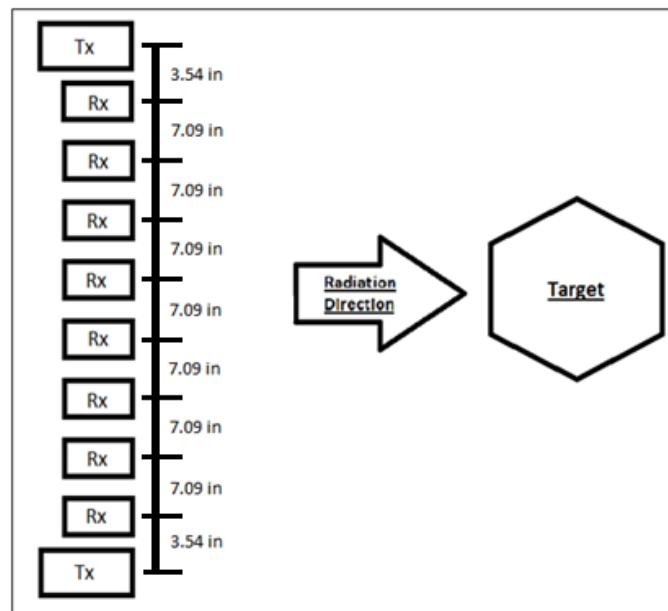 Tx
3.54 in
Rx
7.09 in
Rx
7.09 in
Rx
7.09 in
Rx
7.09 in
Rx
7.09 in
Rx
7.09 in
Rx
7.09 in
Rx
3.54 in
Tx
Radiation
Direction
Target